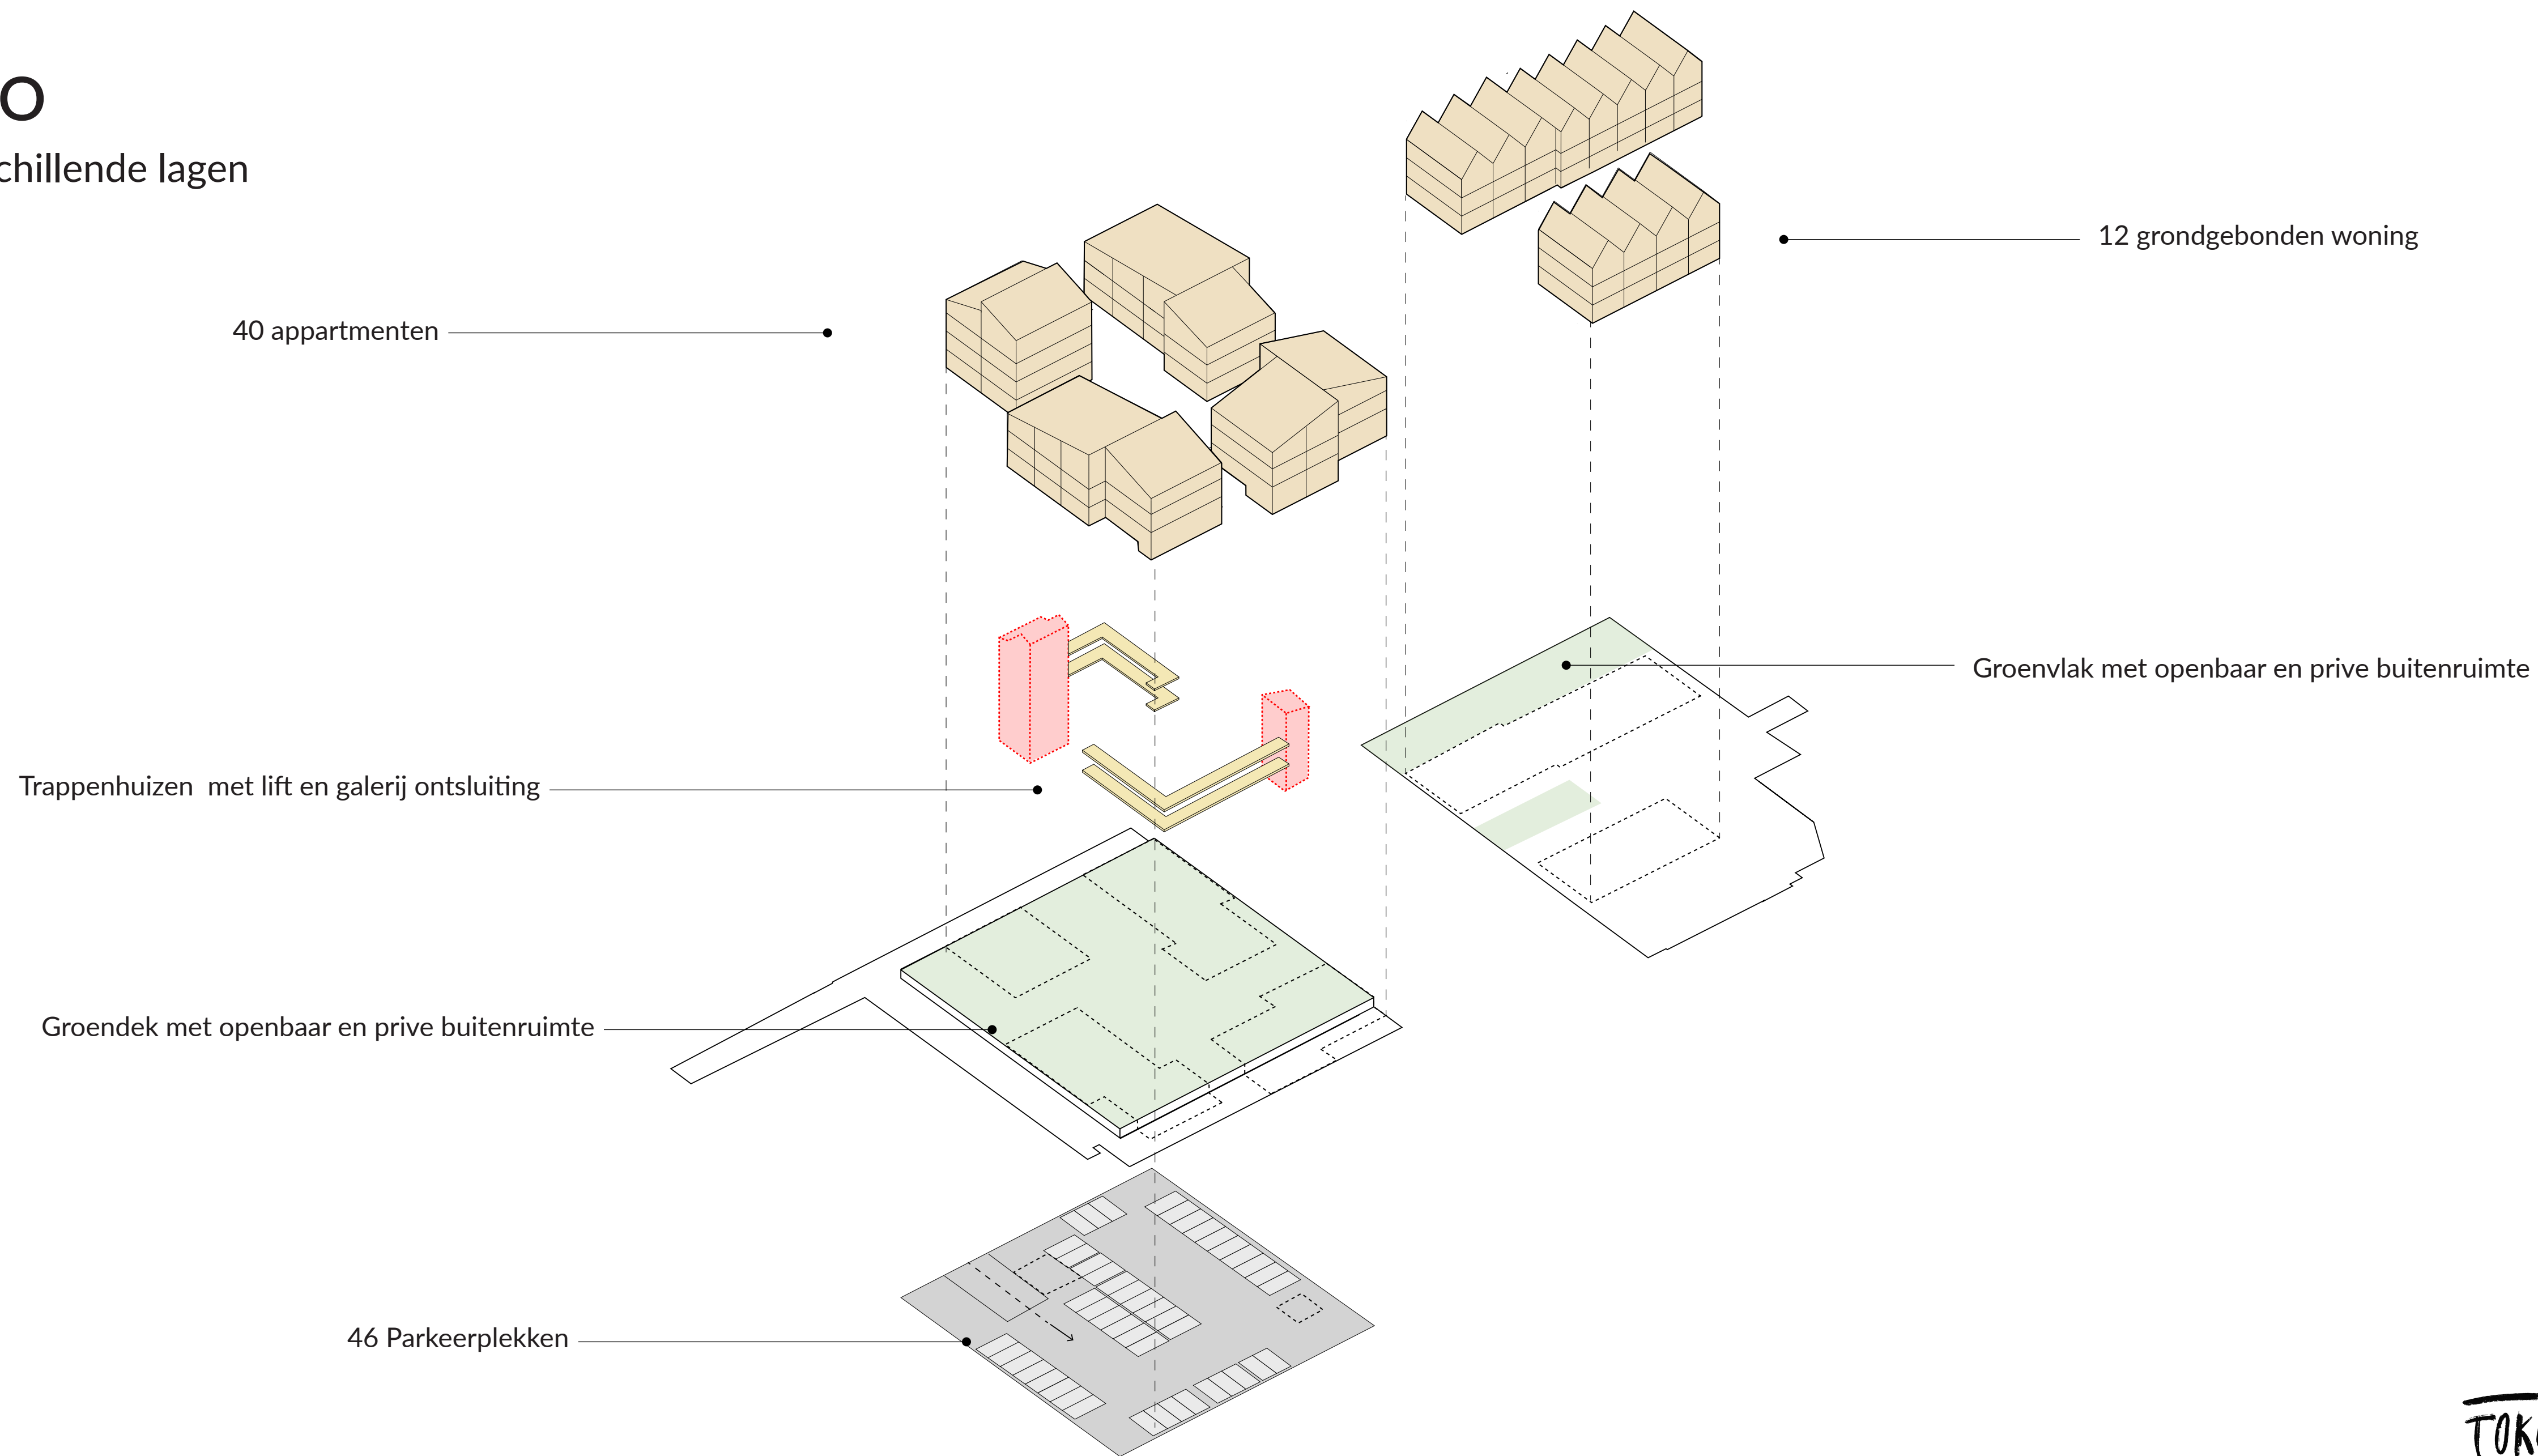 o
chillende lagen
12 grondgebonden woning
40 appartmenten
Groenvlak met openbaar en prive buitenruimte
Trappenhuizen  met lift en galerij ontsluiting
Groendek met openbaar en prive buitenruimte
46 Parkeerplekken
TOK